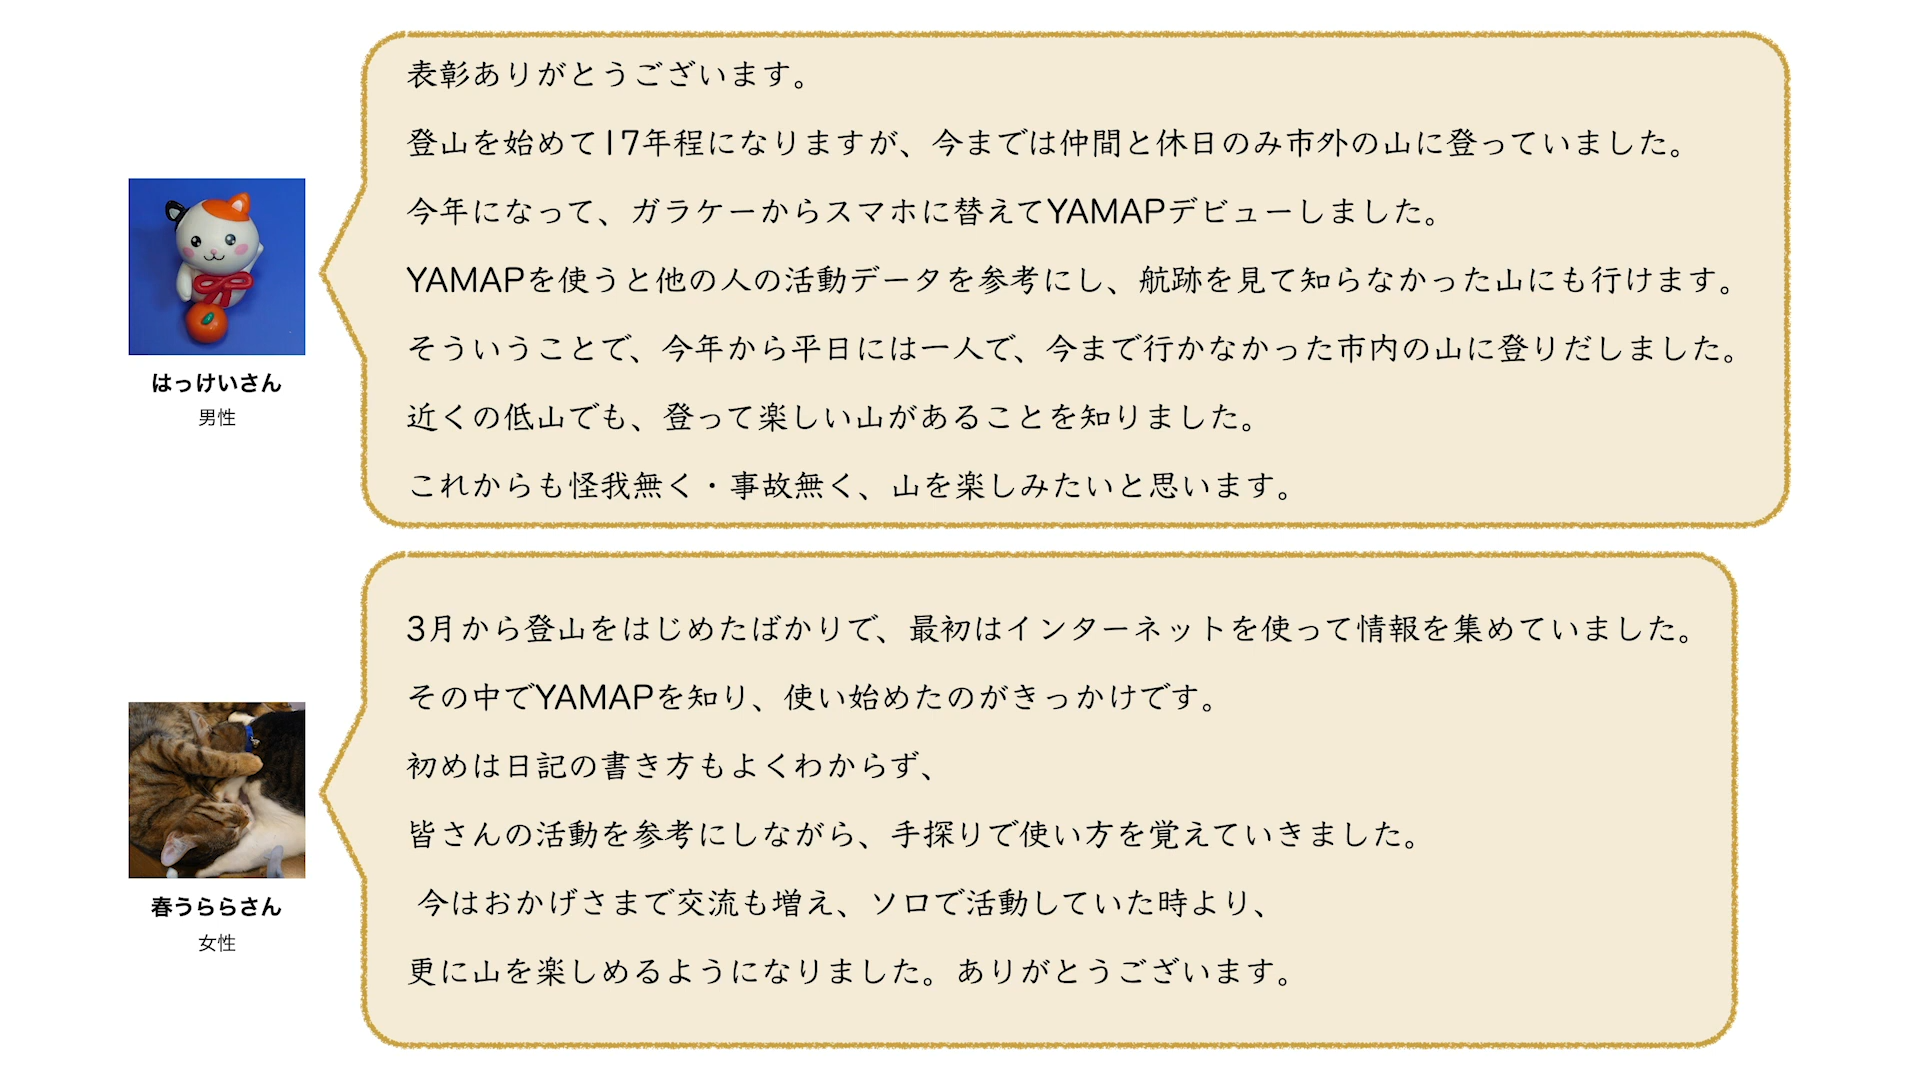 表彰ありがとうございます。
登山を始めて17年程になりますが、今までは仲間と休日のみ市外の山に登っていました。
今年になって、ガラケーからスマホに替えてYAMAPデビューしました。
YAMAPを使うと他の人の活動データを参考にし、航跡を見て知らなかった山にも行けます。
そういうことで、今年から平日には一人で、今まで行かなかった市内の山に登りだしました。
近くの低山でも、登って楽しい山があることを知りました。
これからも怪我無く・事故無く、山を楽しみたいと思います。
はっけいさん
男性
3月から登山をはじめたばかりで、最初はインターネットを使って情報を集めていました。
その中でYAMAPを知り、使い始めたのがきっかけです。
初めは日記の書き方もよくわからず、
皆さんの活動を参考にしながら、手探りで使い方を覚えていきました。
今はおかげさまで交流も増え、ソロで活動していた時より、
更に山を楽しめるようになりました。ありがとうございます。
春うららさん
女性